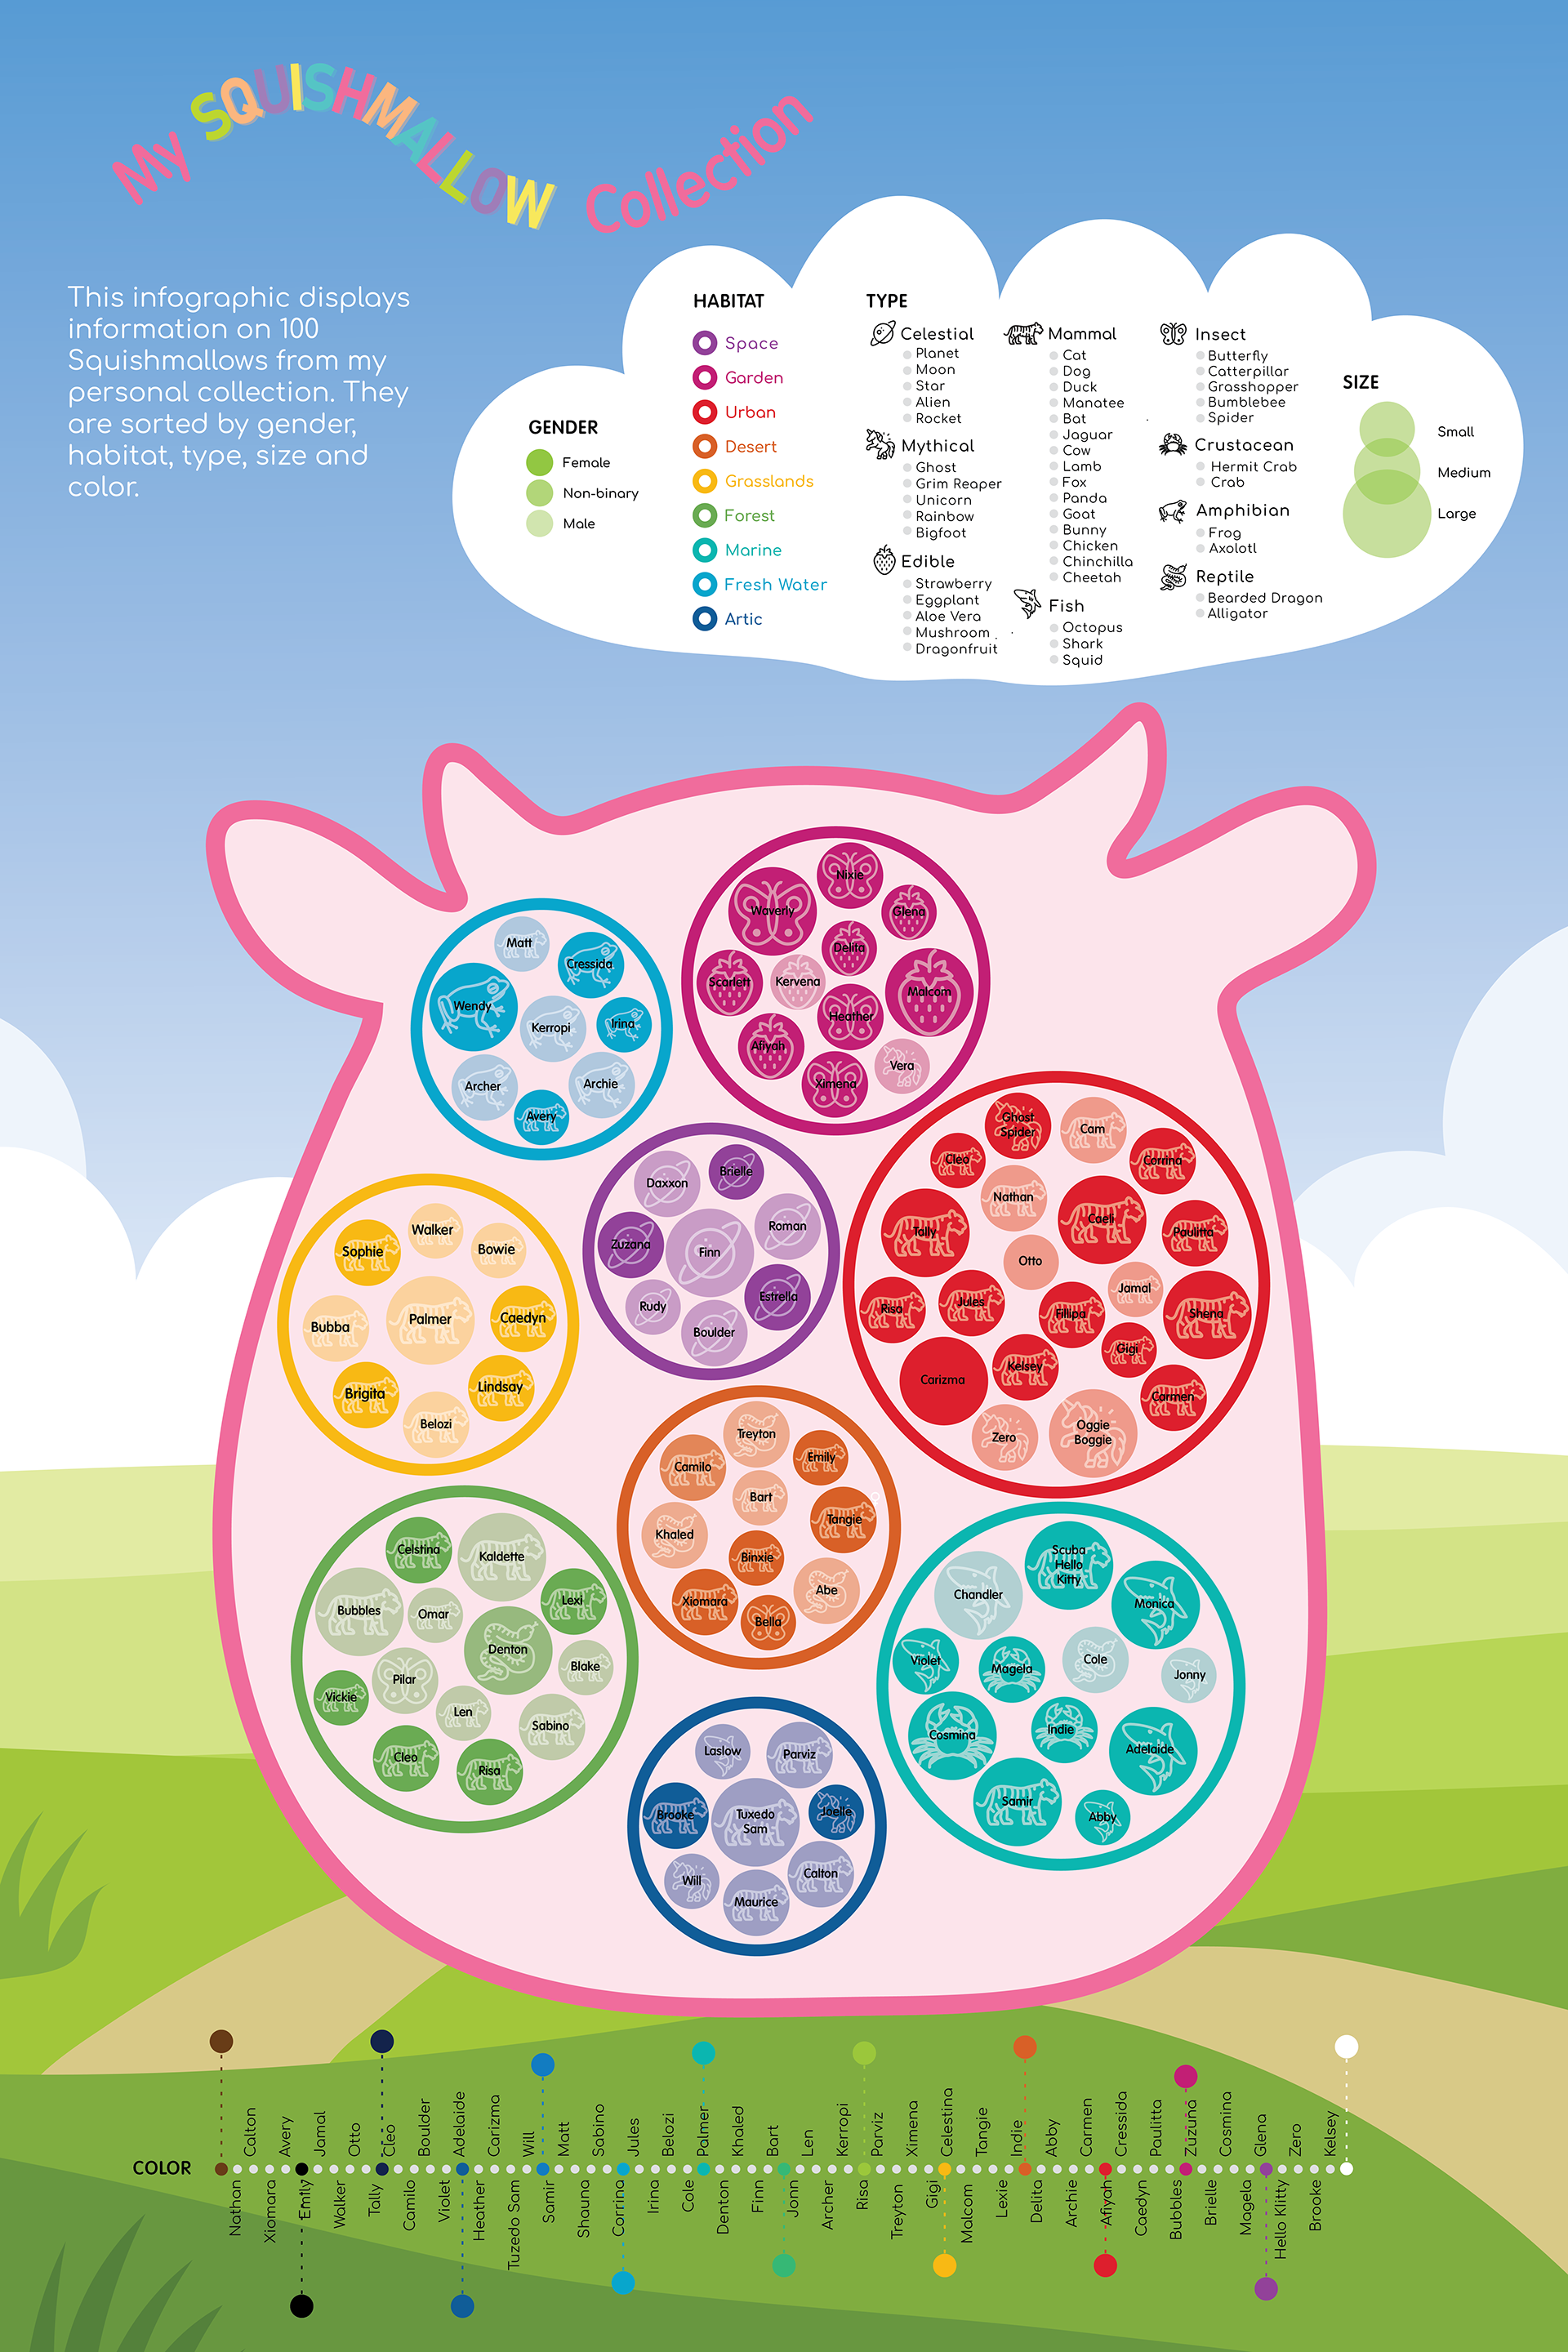 My SQUISHMALLOW Collection
This infographic displays
information on 100
Squishmallows from my
personal collection. They
are sorted by gender,
habitat, type, size and
color.
GENDER
Female
Non-binary
Male
HABITAT
Space
Garden
Urban
Desert
Grasslands
Forest
Marine
Fresh Water
Artic
TYPE
Celestial
Planet
Moon
Star
Alien
Rocket
Mythical
Ghost
Grim Reaper
Unicorn
Rainbow
Bigfoot
Edible
Strawberry
Eggplant
Aloe Vera
Mushroom
Dragonfruit
Mammal
Cat
Dog
Duck
Manatee
Bat
Jaguar
Cow
Lamb
Fox
Panda
Goat
Bunny
Chicken
Chinchilla
Cheetah
Fish
Octopus
Shark
Squid
Insect
Butterfly
Catterpillar
Grasshopper
Bumblebee
Spider
Crustacean
Hermit Crab
Crab
Amphibian
Frog
Axolotl
Reptile
Bearded Dragon
Alligator
SIZE
Small
Medium
Large
Matt
Cressida
Wendy
Kerropi
Irina
Archer
Archie
Avery
Nixie
Waverly
Glena
Delita
Scarlett
Kervena
Malcom
Heather
Afiyah
Vera
Ximena
Daxxon
Brielle
Roman
Zuzana
Finn
Estrella
Rudy
Boulder
Ghost
Spider
Cam
Cleo
Corrina
Nathan
Tally
Caeli
Paulitta
Otto
Jamal
Risa
Jules
Fillipa
Shena
Gigi
Carizma
Kelsey
Carmen
Zero
Oggie
Boggie
Walker
Sophie
Bowie
Bubba
Palmer
Caedyn
Brigita
Lindsay
Belozi
Treyton
Camilo
Emily
Bart
Khaled
Tangie
Binxie
Xiomara
Abe
Bella
Celstina
Kaldette
Bubbles
Omar
Lexi
Denton
Blake
Pilar
Vickie
Len
Sabino
Cleo
Risa
Scuba
Hello
Kitty
Chandler
Monica
Violet
Magela
Cole
Jonny
Cosmina
Indie
Adelaide
Samir
Abby
Laslow
Parviz
Brooke
Tuxedo
Sam
Joelle
Will
Calton
Maurice
COLOR
Nathan
Calton
Xiomara
Avery
Emily
Jamal
Walker
Otto
Tally
Cleo
Camilo
Boulder
Violet
Adelaide
Heather
Carizma
Tuzedo Sam
Will
Samir
Matt
Shauna
Sabino
Corrina
Jules
Irina
Belozi
Cole
Palmer
Denton
Khaled
Finn
Bart
Jonn
Len
Archer
Kerropi
Risa
Parviz
Treyton
Ximena
Gigi
Celestina
Malcom
Tangie
Lexie
Indie
Delita
Abby
Archie
Carmen
Afiyah
Cressida
Caedyn
Paulitta
Bubbles
Zuzuna
Brielle
Cosmina
Magela
Glena
Hello Klitty
Zero
Brooke
Kelsey